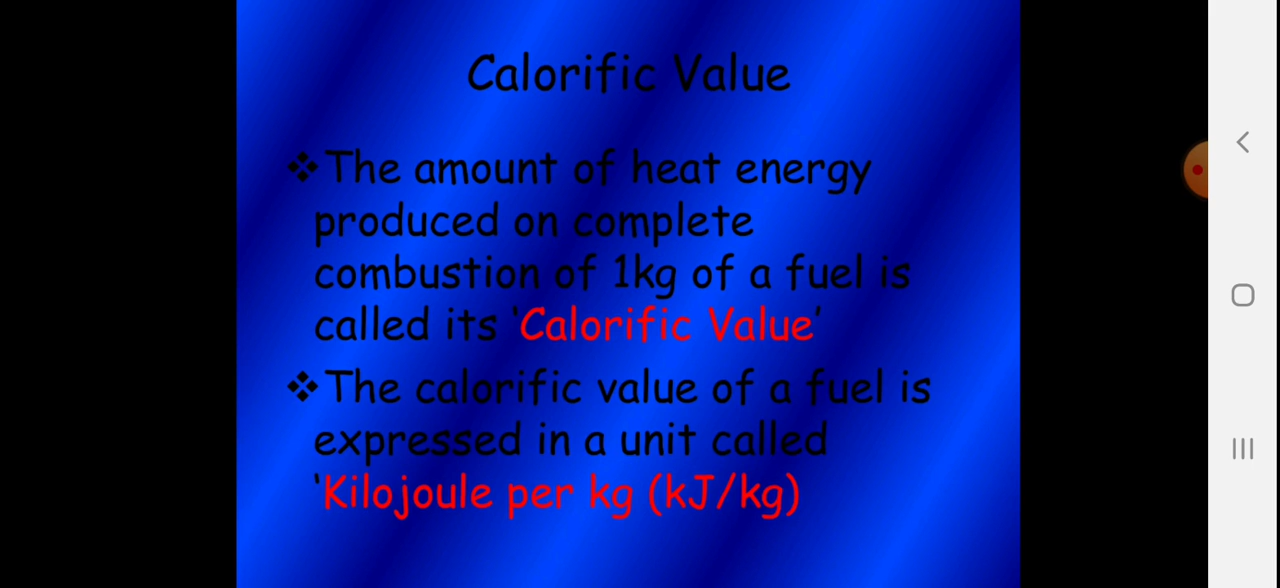 Calorific Value
❖The amount of heat energy
produced on complete
combustion of 1kg of a fuel is
called its 'Calorific Value'
❖The calorific value of a fuel is
expressed in a unit called
'Kilojoule per kg (kJ/kg)